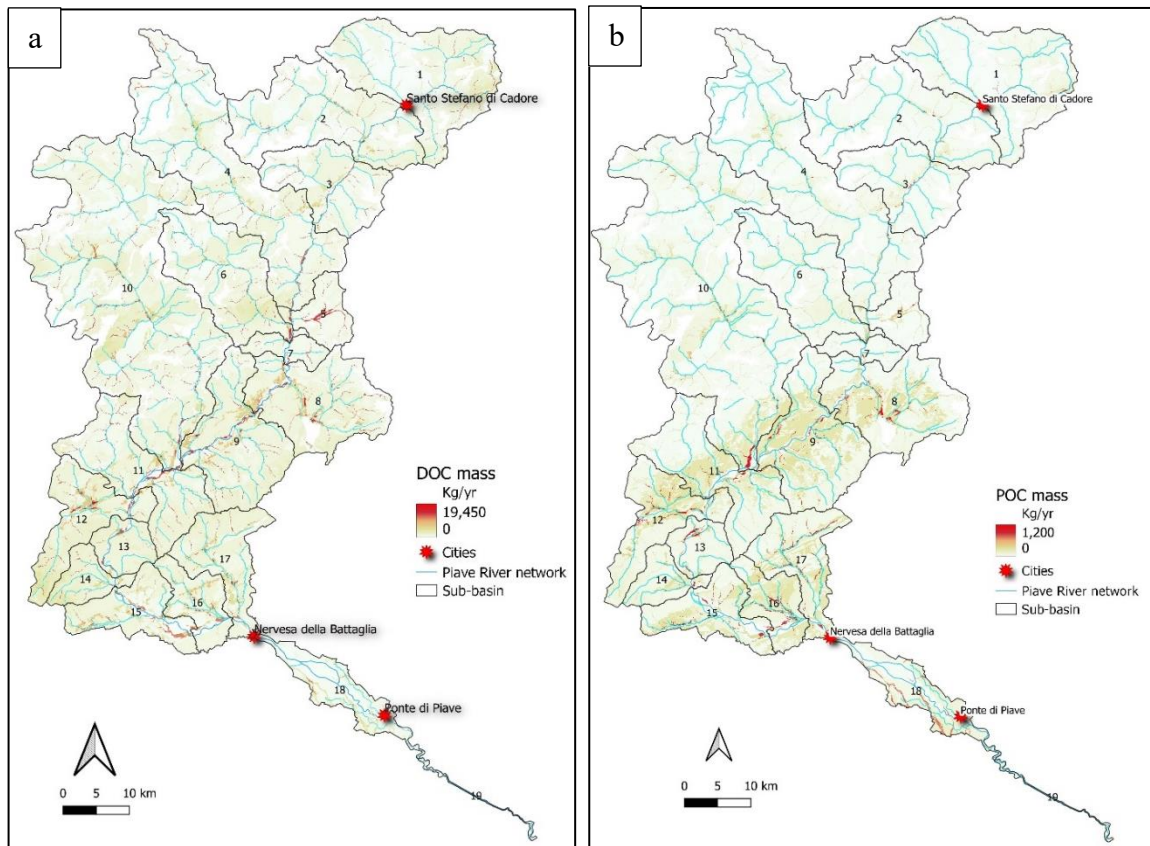 a
1
Santo Stefano di Cadore
2
3
4
6
10
5
7
8
9
11
12
13
17
14
16
15
Nervesa della Battaglia
18
Ponte di Piave
19
DOC mass
Kg/yr
19,450
0
Cities
Piave River network
Sub-basin
0 5 10 km
b
1
Santo Stefano di Cadore
2
3
4
6
10
5
7
8
9
11
12
13
17
14
16
15
Nervesa della Battaglia
18
Ponte di Piave
19
POC mass
Kg/yr
1,200
0
Cities
Piave River network
Sub-basin
0 5 10 km